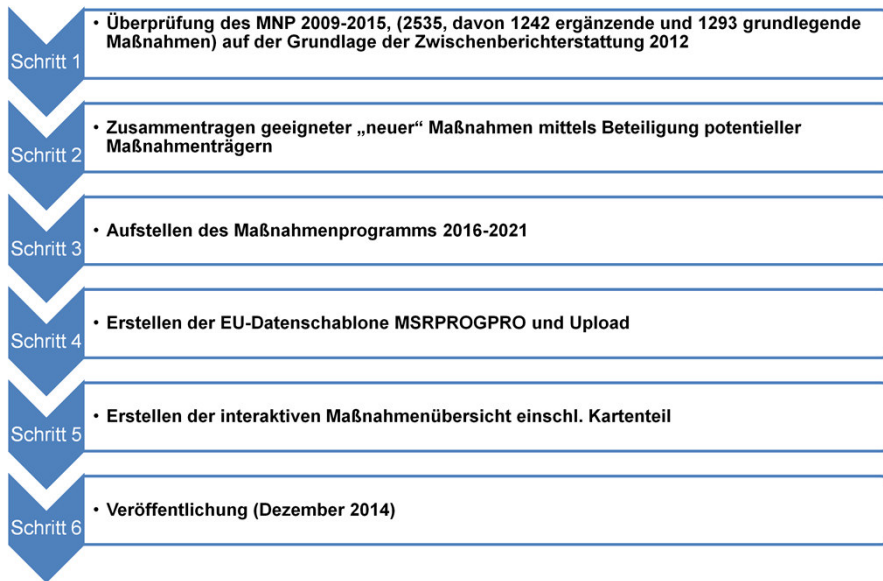 Schritt 1
• Überprüfung des MNP 2009-2015, (2535, davon 1242 ergänzende und 1293 grundlegende
Maßnahmen) auf der Grundlage der Zwischenberichterstattung 2012
Schritt 2
• Zusammentragen geeigneter „neuer“ Maßnahmen mittels Beteiligung potentieller
Maßnahmenträgern
Schritt 3
• Aufstellen des Maßnahmenprogramms 2016-2021
Schritt 4
• Erstellen der EU-Datenschablone MSRPROGPRO und Upload
Schritt 5
• Erstellen der interaktiven Maßnahmenübersicht einschl. Kartenteil
Schritt 6
• Veröffentlichung (Dezember 2014)